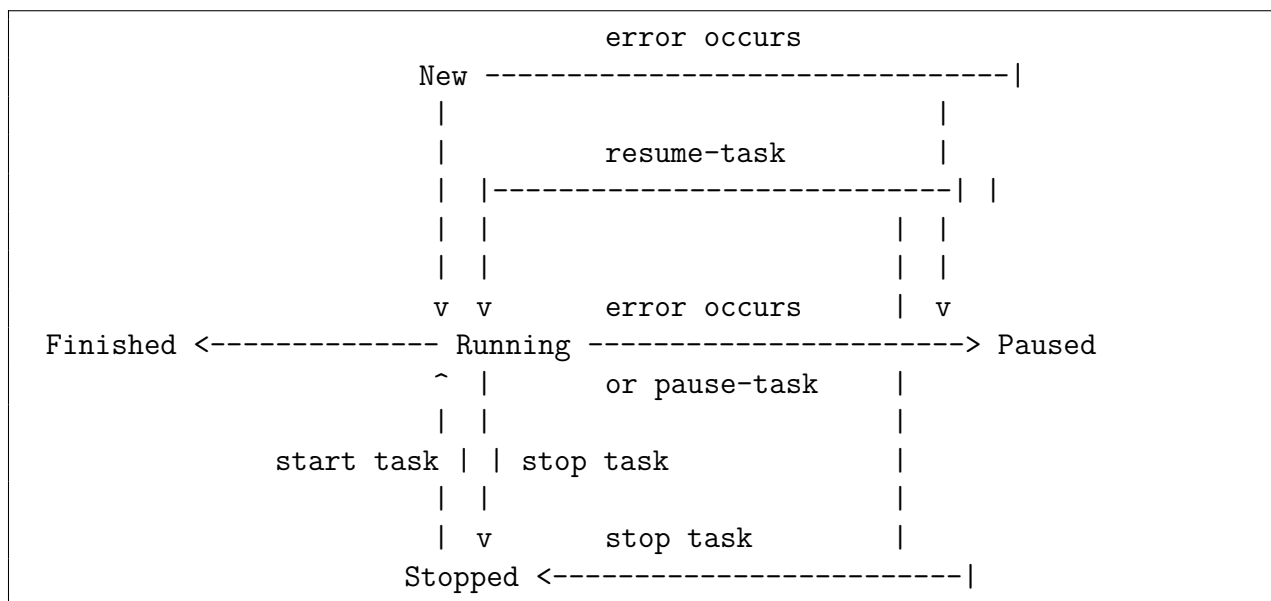 error occurs
New --------------------------------|
| |
| resume-task |
| |----------------------------| |
| | | |
| | | |
v v error occurs | v
Finished <-------------- Running -----------------------> Paused
^ | or pause-task |
| | |
start task | | stop task |
| | |
| v stop task |
Stopped <-------------------------|